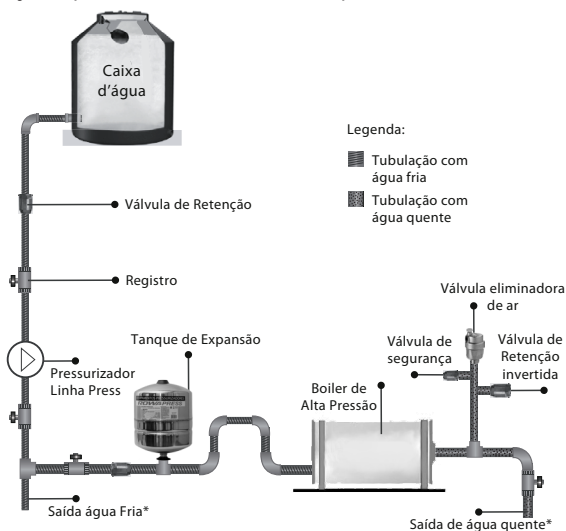 Caixa
d'água
Legenda:
Tubulação com
água fria
Tubulação com
água quente
Válvula de Retenção
Registro
Válvula eliminadora
de ar
Tanque de Expansão
Válvula de
segurança
Válvula de
Retenção
invertida
Pressurizador
Linha Press
Boiler de
Alta Pressão
ROWAPRESS
Saída água Fria*
Saída de água quente*